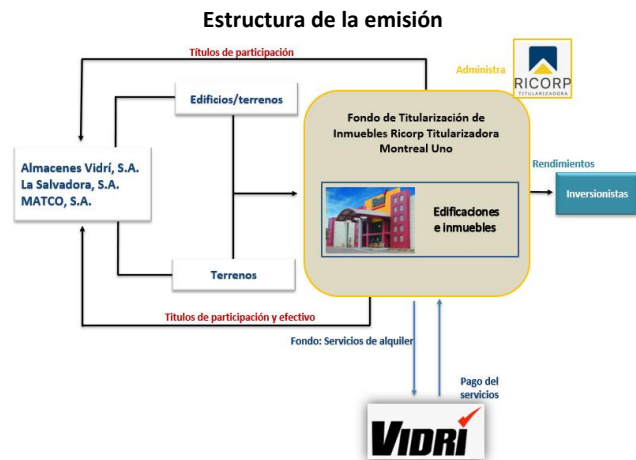 Estructura de la emisión
Títulos de participación
Administra
RICORP
TITULARIZADORA
Edificios/terrenos
Fondo de Titularización de
Inmuebles Ricorp Titularizadora
Montreal Uno
Almacenes Vidrí, S.A.
La Salvadora, S.A.
MATCO, S.A.
Rendimientos
Inversionistas
Edificaciones
e inmuebles
Terrenos
Titulos de participación y efectivo
Fondo: Servicios de alquiler
Pago del
servicios
VIDRÍ